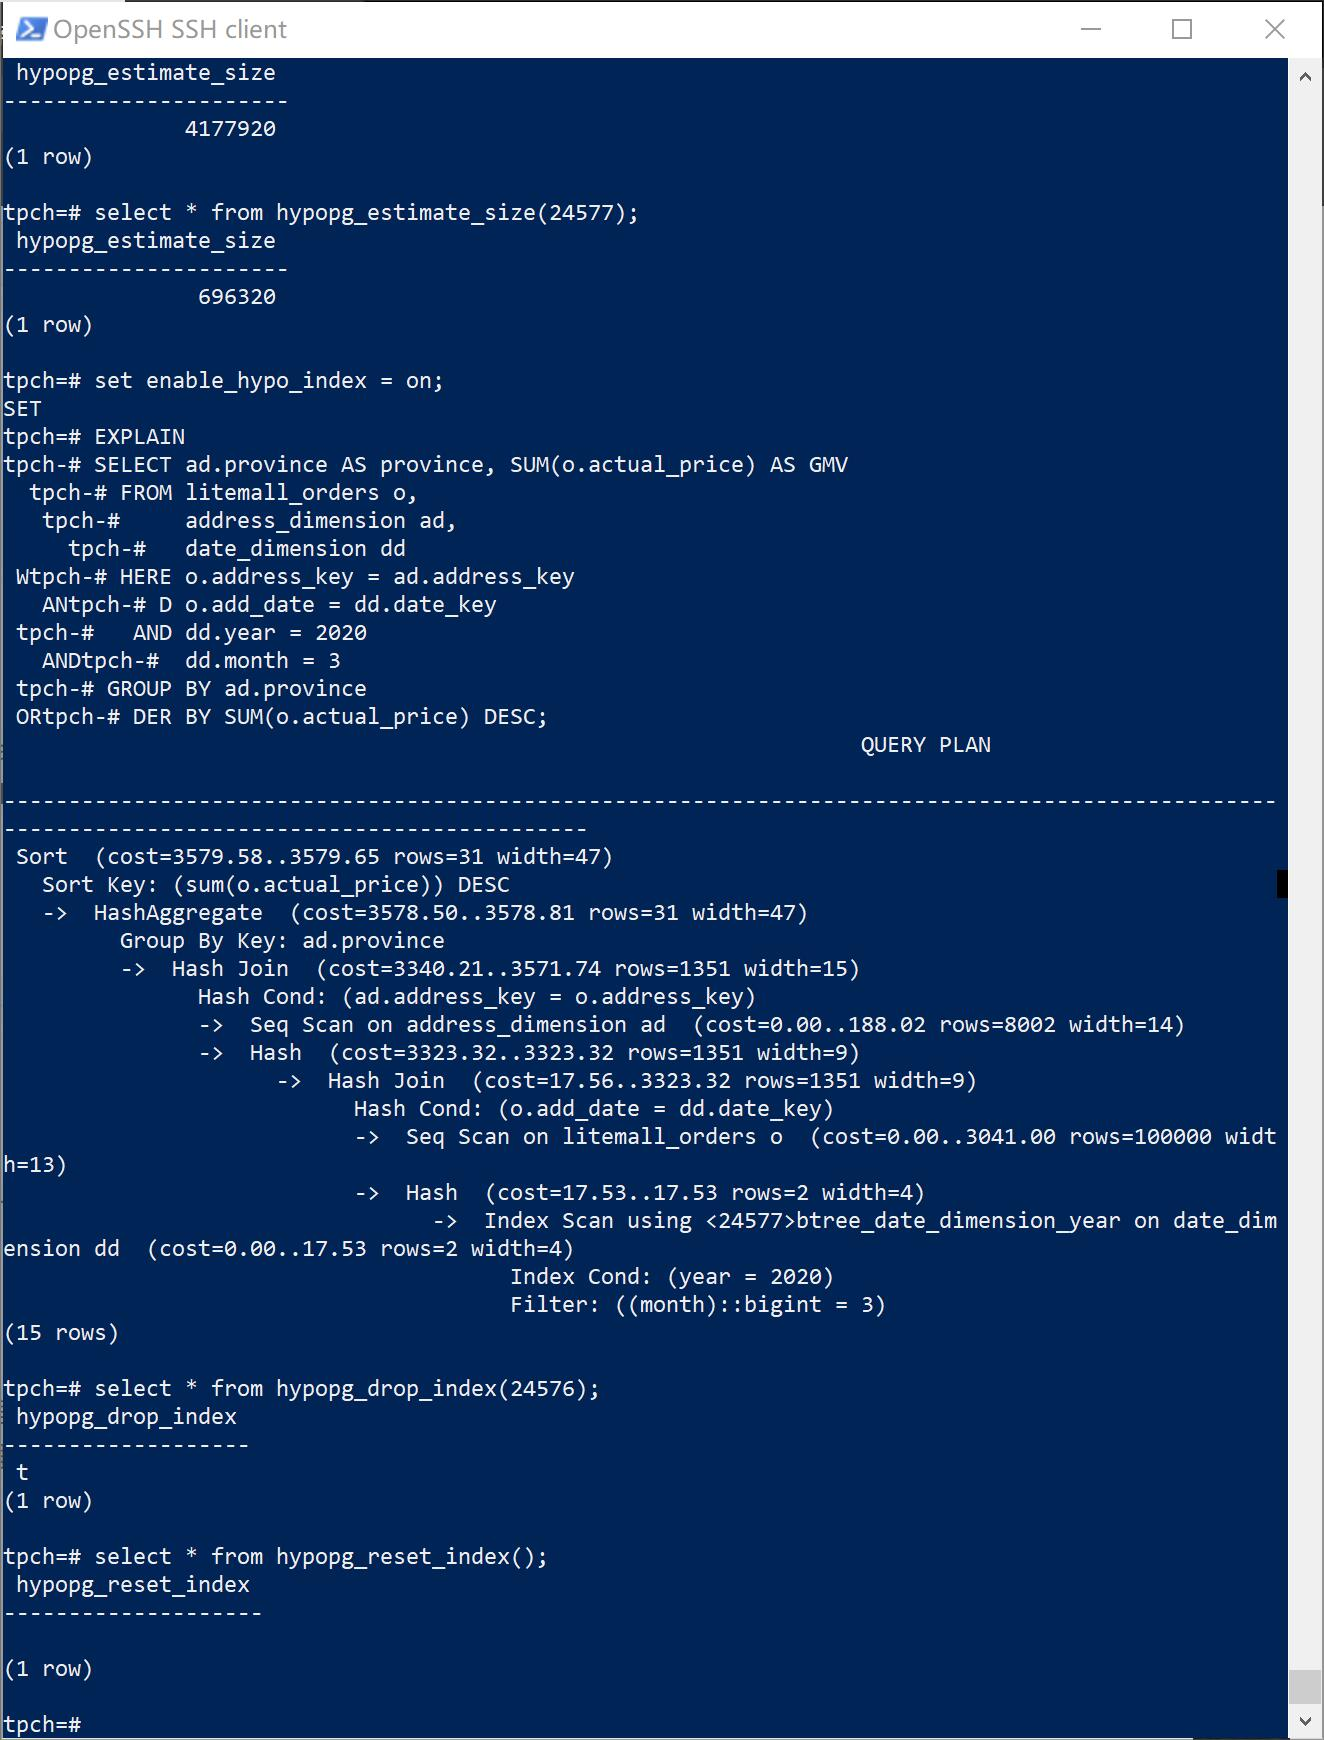 OpenSSH SSH client
hypopg_estimate_size
----------------------
4177920
(1 row)
tpch=# select * from hypopg_estimate_size(24577);
hypopg_estimate_size
----------------------
696320
(1 row)
tpch=# set enable_hypo_index = on;
SET
tpch=# EXPLAIN
tpch-# SELECT ad.province AS province, SUM(o.actual_price) AS GMV
tpch-# FROM litemall_orders o,
tpch-#     address_dimension ad,
tpch-#   date_dimension dd
Wtpch-# HERE o.address_key = ad.address_key
ANtpch-# D o.add_date = dd.date_key
tpch-#   AND dd.year = 2020
ANDtpch-#  dd.month = 3
tpch-# GROUP BY ad.province
ORtpch-# DER BY SUM(o.actual_price) DESC;
QUERY PLAN
--------------------------------------------------------------------------------------------------
---------------------------------------------
Sort  (cost=3579.58..3579.65 rows=31 width=47)
Sort Key: (sum(o.actual_price)) DESC
->  HashAggregate  (cost=3578.50..3578.81 rows=31 width=47)
Group By Key: ad.province
->  Hash Join  (cost=3340.21..3571.74 rows=1351 width=15)
Hash Cond: (ad.address_key = o.address_key)
->  Seq Scan on address_dimension ad  (cost=0.00..188.02 rows=8002 width=14)
->  Hash  (cost=3323.32..3323.32 rows=1351 width=9)
->  Hash Join  (cost=17.56..3323.32 rows=1351 width=9)
Hash Cond: (o.add_date = dd.date_key)
->  Seq Scan on litemall_orders o  (cost=0.00..3041.00 rows=100000 widt
h=13)
->  Hash  (cost=17.53..17.53 rows=2 width=4)
->  Index Scan using <24577>btree_date_dimension_year on date_dim
ension dd  (cost=0.00..17.53 rows=2 width=4)
Index Cond: (year = 2020)
Filter: ((month)::bigint = 3)
(15 rows)
tpch=# select * from hypopg_drop_index(24576);
hypopg_drop_index
-------------------
t
(1 row)
tpch=# select * from hypopg_reset_index();
hypopg_reset_index
--------------------
(1 row)
tpch=#